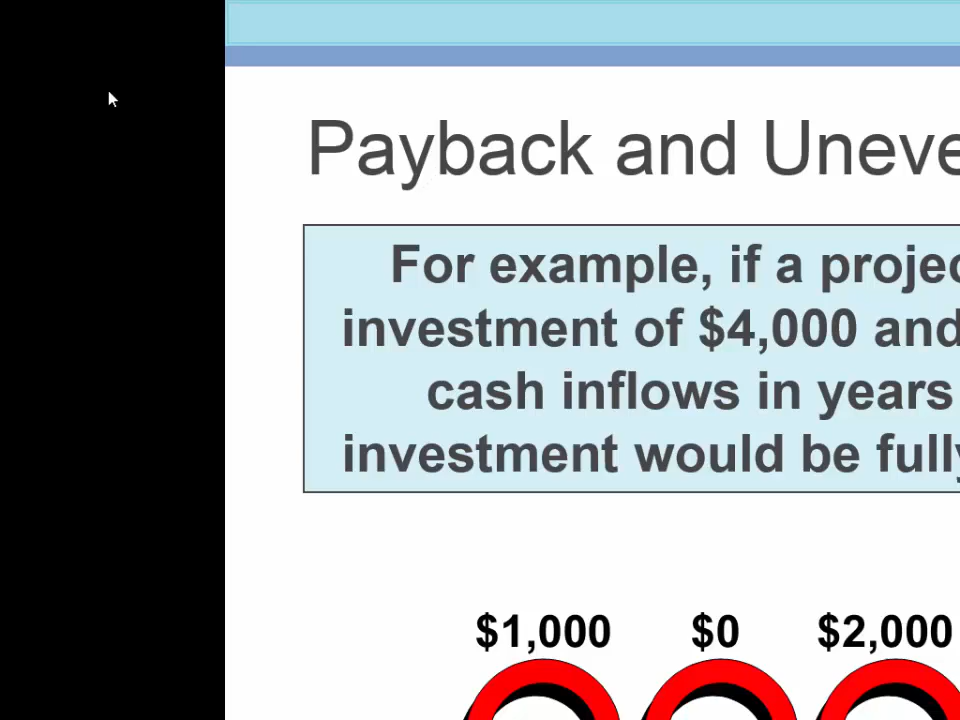 Payback and Uneve
For example, if a projec
investment of $4,000 and
cash inflows in years
investment would be fully
$1,000 $0 $2,000